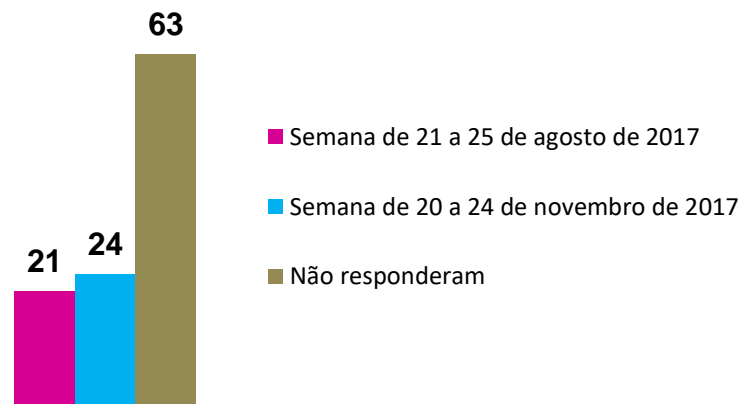 63
Semana de 21 a 25 de agosto de 2017
Semana de 20 a 24 de novembro de 2017
24
21
Não responderam